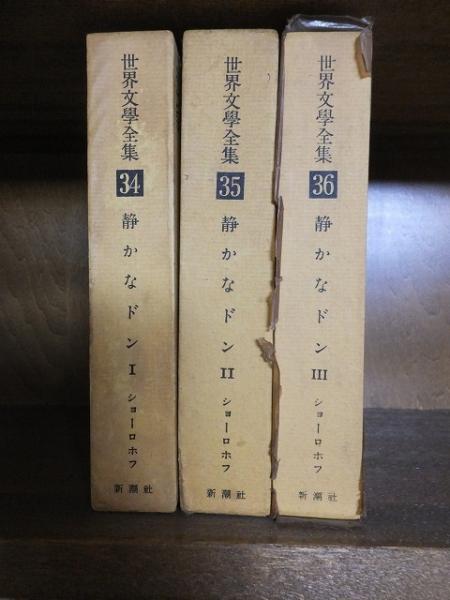 世界文學全集
34
静かなドン I
ショーロホフ
新潮社
世界文學全集
35
静かなドン II
ショーロホフ
新潮社
世界文學全集
36
静かなドン III
ショーロホフ
新潮社